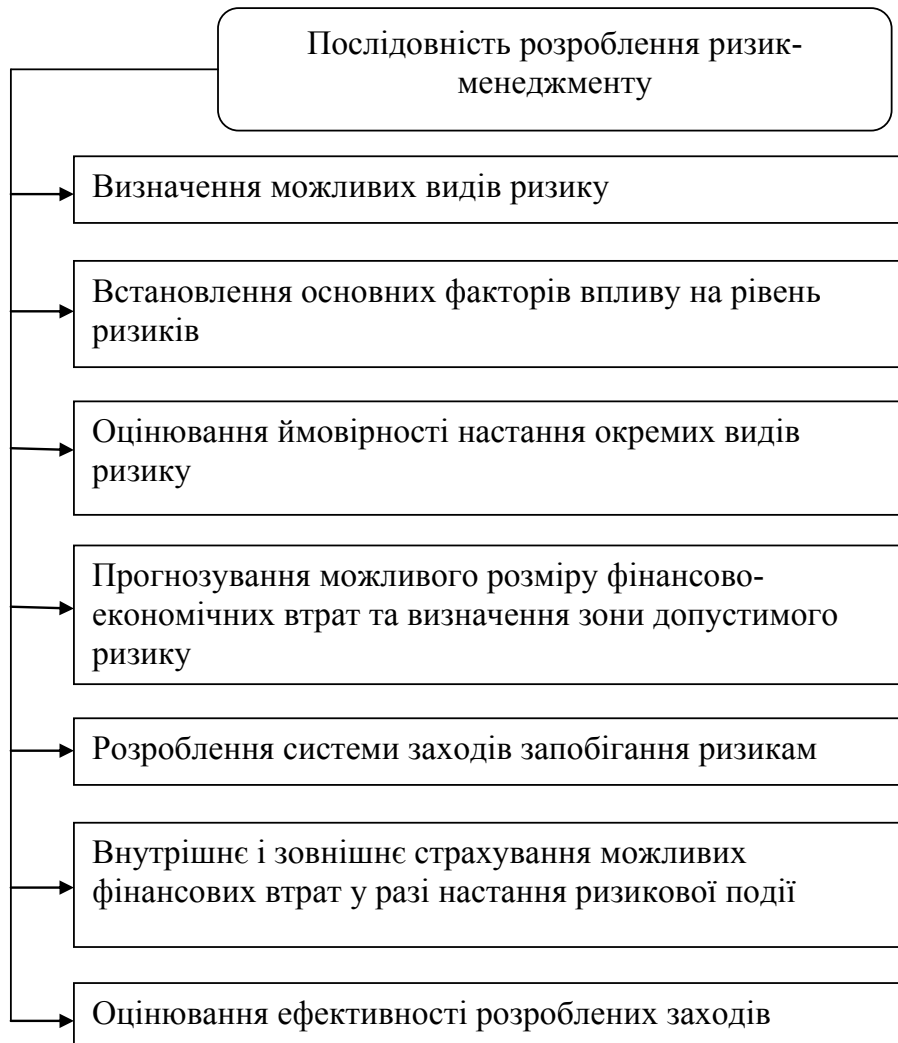 Послідовність розроблення ризик-
менеджменту
Визначення можливих видів ризику
Встановлення основних факторів впливу на рівень
ризиків
Оцінювання ймовірності настання окремих видів
ризику
Прогнозування можливого розміру фінансово-
економічних втрат та визначення зони допустимого
ризику
Розроблення системи заходів запобігання ризикам
Внутрішнє і зовнішнє страхування можливих
фінансових втрат у разі настання ризикової події
Оцінювання ефективності розроблених заходів